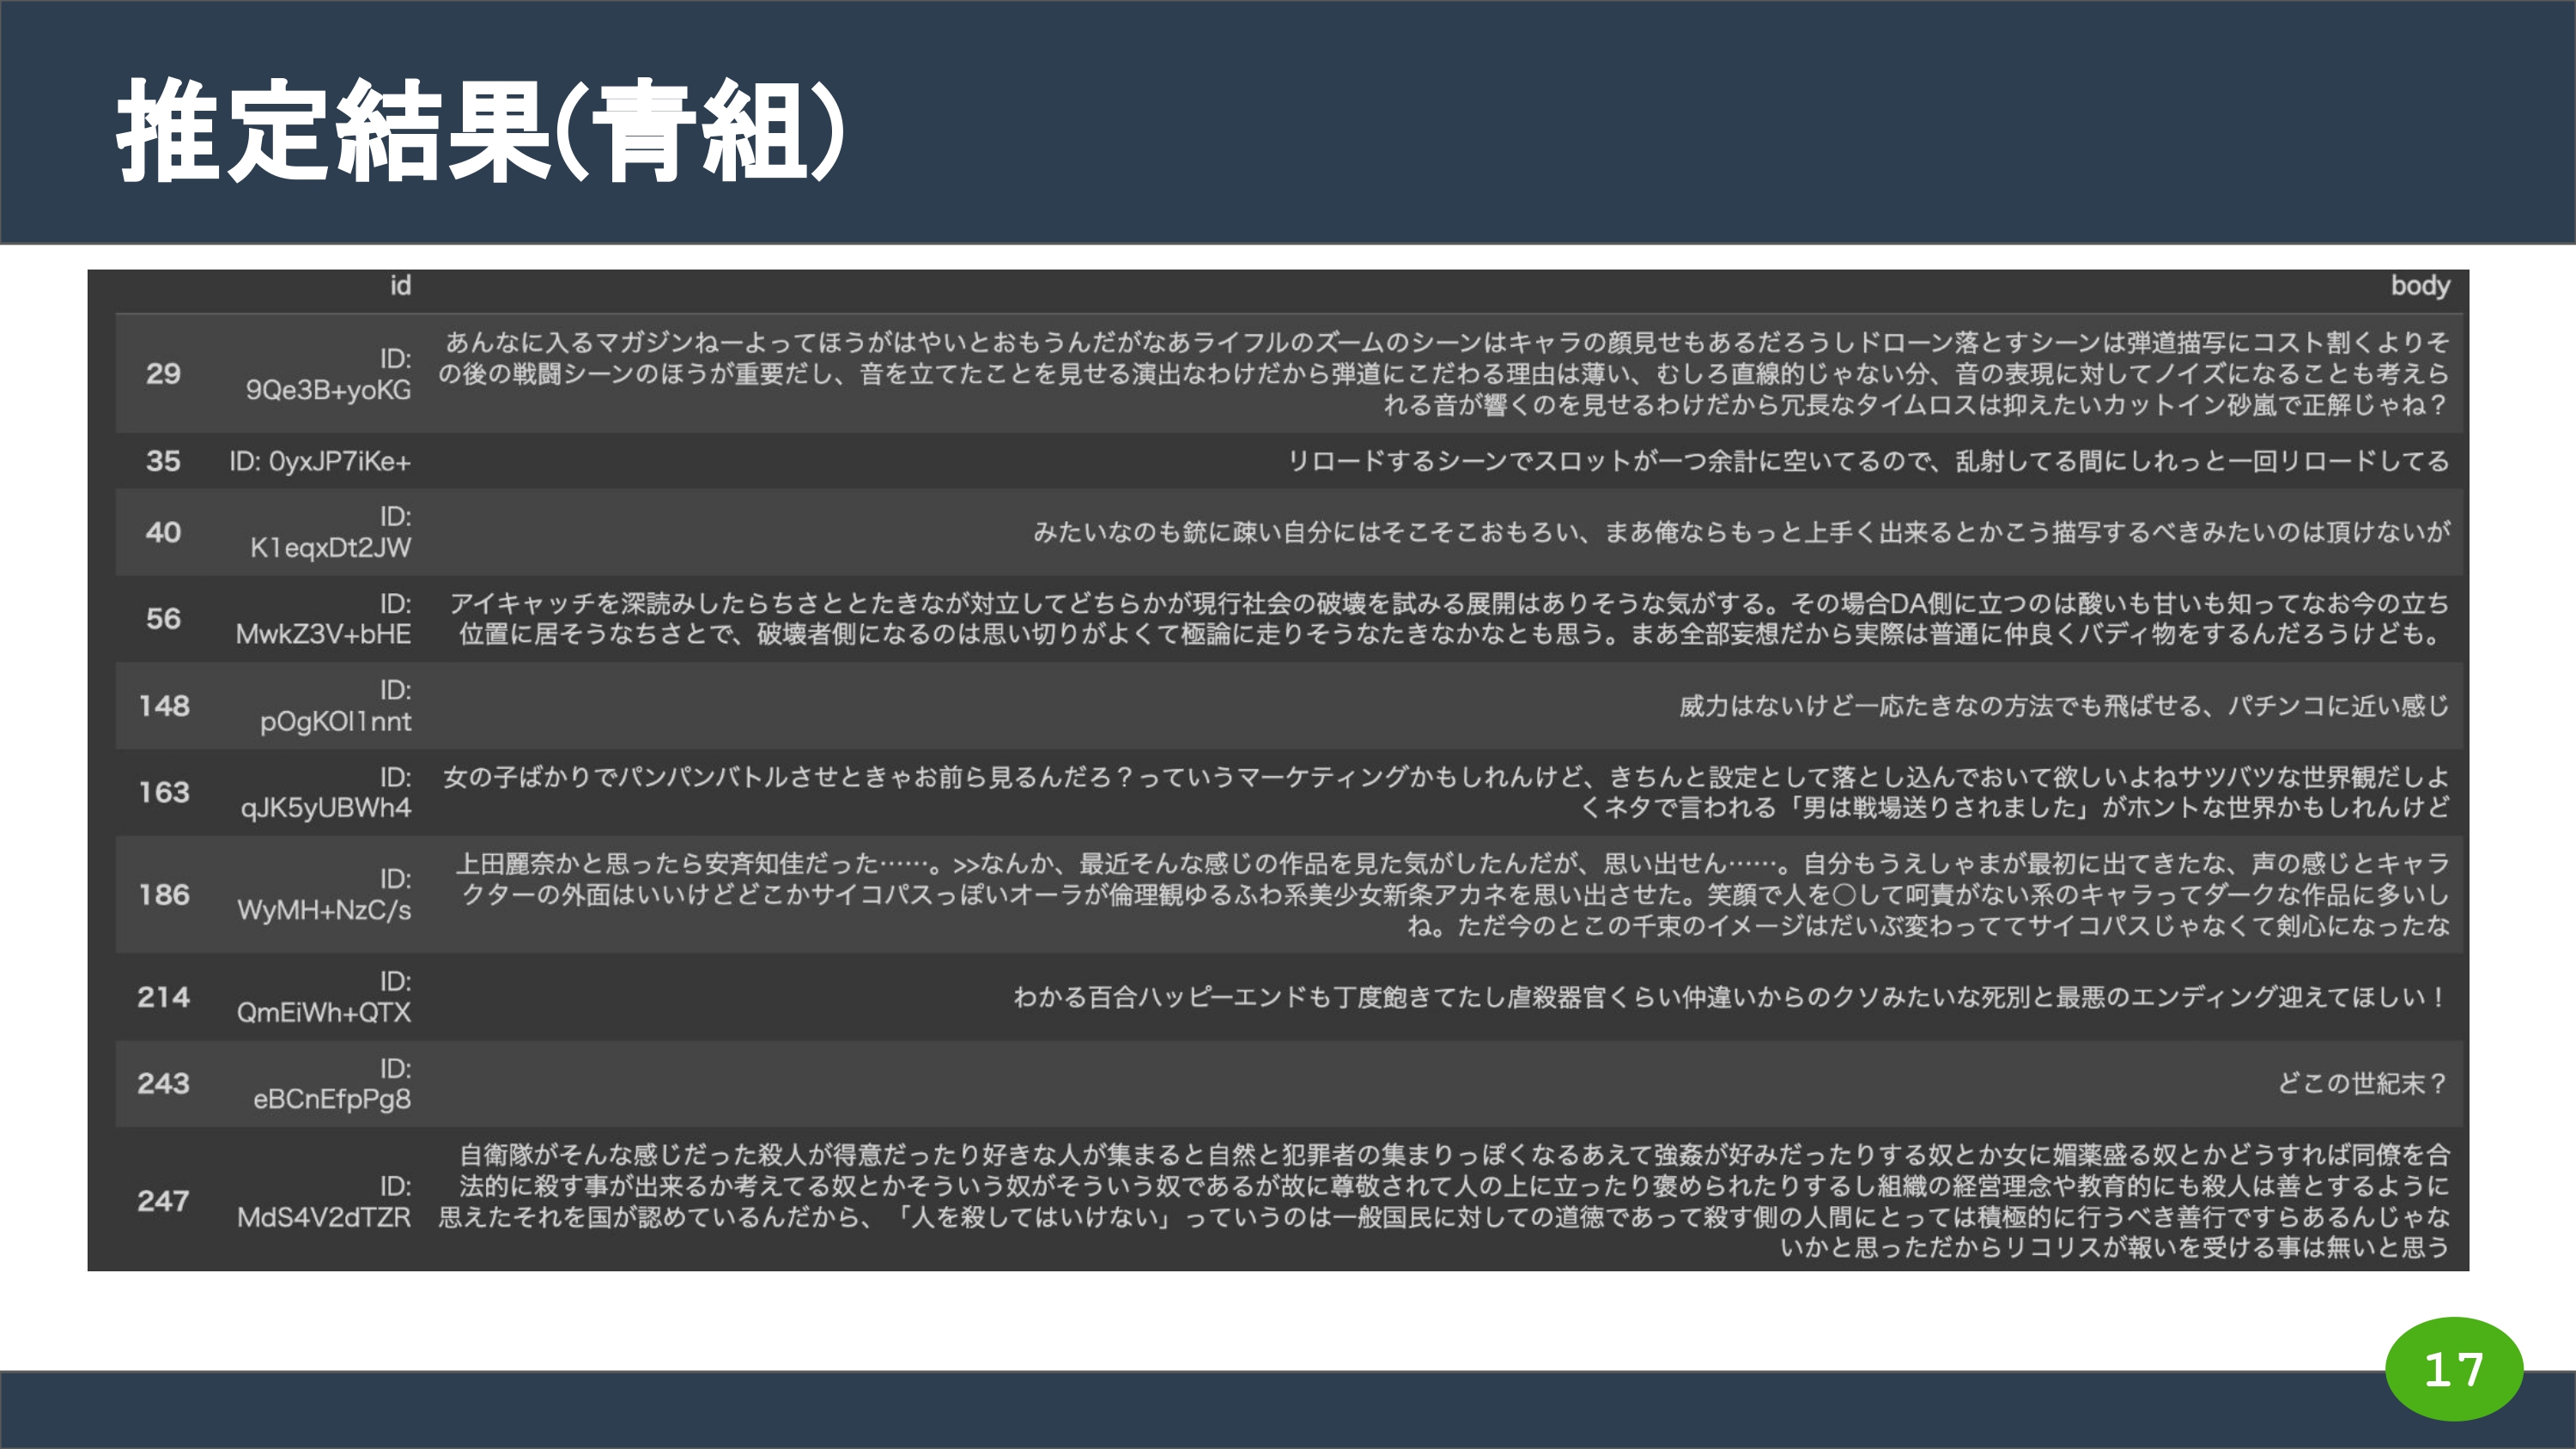 推定結果(青組)
id body
29 ID: 9Qe3B+yoKG
あんなに入るマガジンねーよってほうがはやいとおもうんだがなあライフルのズームのシーンはキャラの顔見せもあるだろうしドローン落とすシーンは弾道描写にコスト割くよりそ
の後の戦闘シーンのほうが重要だし、音を立てたことを見せる演出なわけだから弾道にこだわる理由は薄い、むしろ直線的じゃない分、音の表現に対してノイズになることも考えら
れる音が響くのを見せるわけだから冗長なタイムロスは抑えたいカットイン砂嵐で正解じゃね？
35 ID: 0yxJP7iKe+
リロードするシーンでスロットが一つ余計に空いてるので、乱射してる間にしれっと一回リロードしてる
40 ID: K1eqxDt2JW
みたいなのも銃に疎い自分にはそこそこおもろい、まあ俺ならもっと上手く出来るとかこう描写するべきみたいのは頂けないが
56 ID: MwkZ3V+bHE
アイキャッチを深読みしたらちさととたきなが対立してどちらかが現行社会の破壊を試みる展開はありそうな気がする。その場合DA側に立つのは酸いも甘いも知ってなお今の立ち
位置に居そうなちさとで、破壊者側になるのは思い切りがよくて極論に走りそうなたきなかなとも思う。まあ全部妄想だから実際は普通に仲良くバディ物をするんだろうけども。
148 ID: pOgKOI1nnt
威力はないけど一応たきなの方法でも飛ばせる、パチンコに近い感じ
163 ID: qJK5yUBWh4
女の子ばかりでパンパンバトルさせときゃお前ら見るんだろ？っていうマーケティングかもしれんけど、きちんと設定として落とし込んでおいて欲しいよねサツバツな世界観だしよ
くネタで言われる「男は戦場送りされました」がホントな世界かもしれんけど
186 ID: WyMH+NzC/s
上田麗奈かと思ったら安斉知佳だった……。>>なんか、最近そんな感じの作品を見た気がしたんだが、思い出せん……。自分もうえしゃまが最初に出てきたな、声の感じとキャラ
クターの外面はいいけどどこかサイコパスっぽいオーラが倫理観ゆるふわ系美少女新条アカネを思い出させた。笑顔で人を○して呵責がない系のキャラってダークな作品に多いし
ね。ただ今のとこの千束のイメージはだいぶ変わっててサイコパスじゃなくて剣心になったな
214 ID: QmEiWh+QTX
わかる百合ハッピーエンドも丁度飽きてたし虐殺器官くらい仲違いからのクソみたいな死別と最悪のエンディング迎えてほしい！
243 ID: eBCnEfpPg8
どこの世紀末？
247 ID: MdS4V2dTZR
自衛隊がそんな感じだった殺人が得意だったり好きな人が集まると自然と犯罪者の集まりっぽくなるあえて強姦が好みだったりする奴とか女に媚薬盛る奴とかどうすれば同僚を合
法的に殺す事が出来るか考えてる奴とかそういう奴がそういう奴であるが故に尊敬されて人の上に立ったり褒められたりするし組織の経営理念や教育的にも殺人は善とするように
思えたそれを国が認めているんだから、「人を殺してはいけない」っていうのは一般国民に対しての道徳であって殺す側の人間にとっては積極的に行うべき善行ですらあるんじゃな
いかと思っただからリコリスが報いを受ける事は無いと思う
17